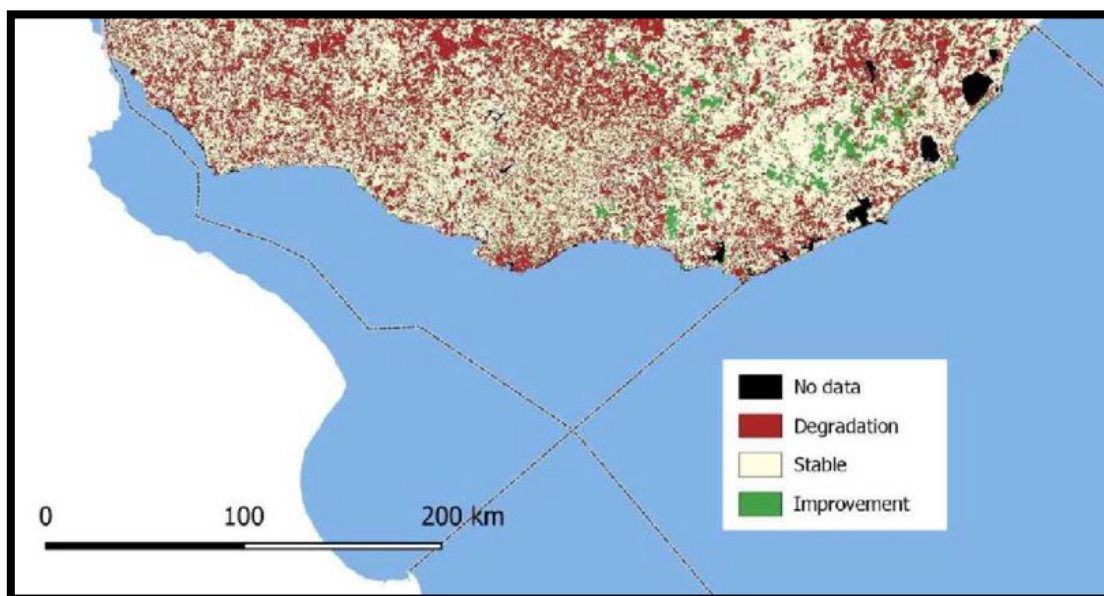 No data
Degradation
Stable
Improvement
0 100 200 km